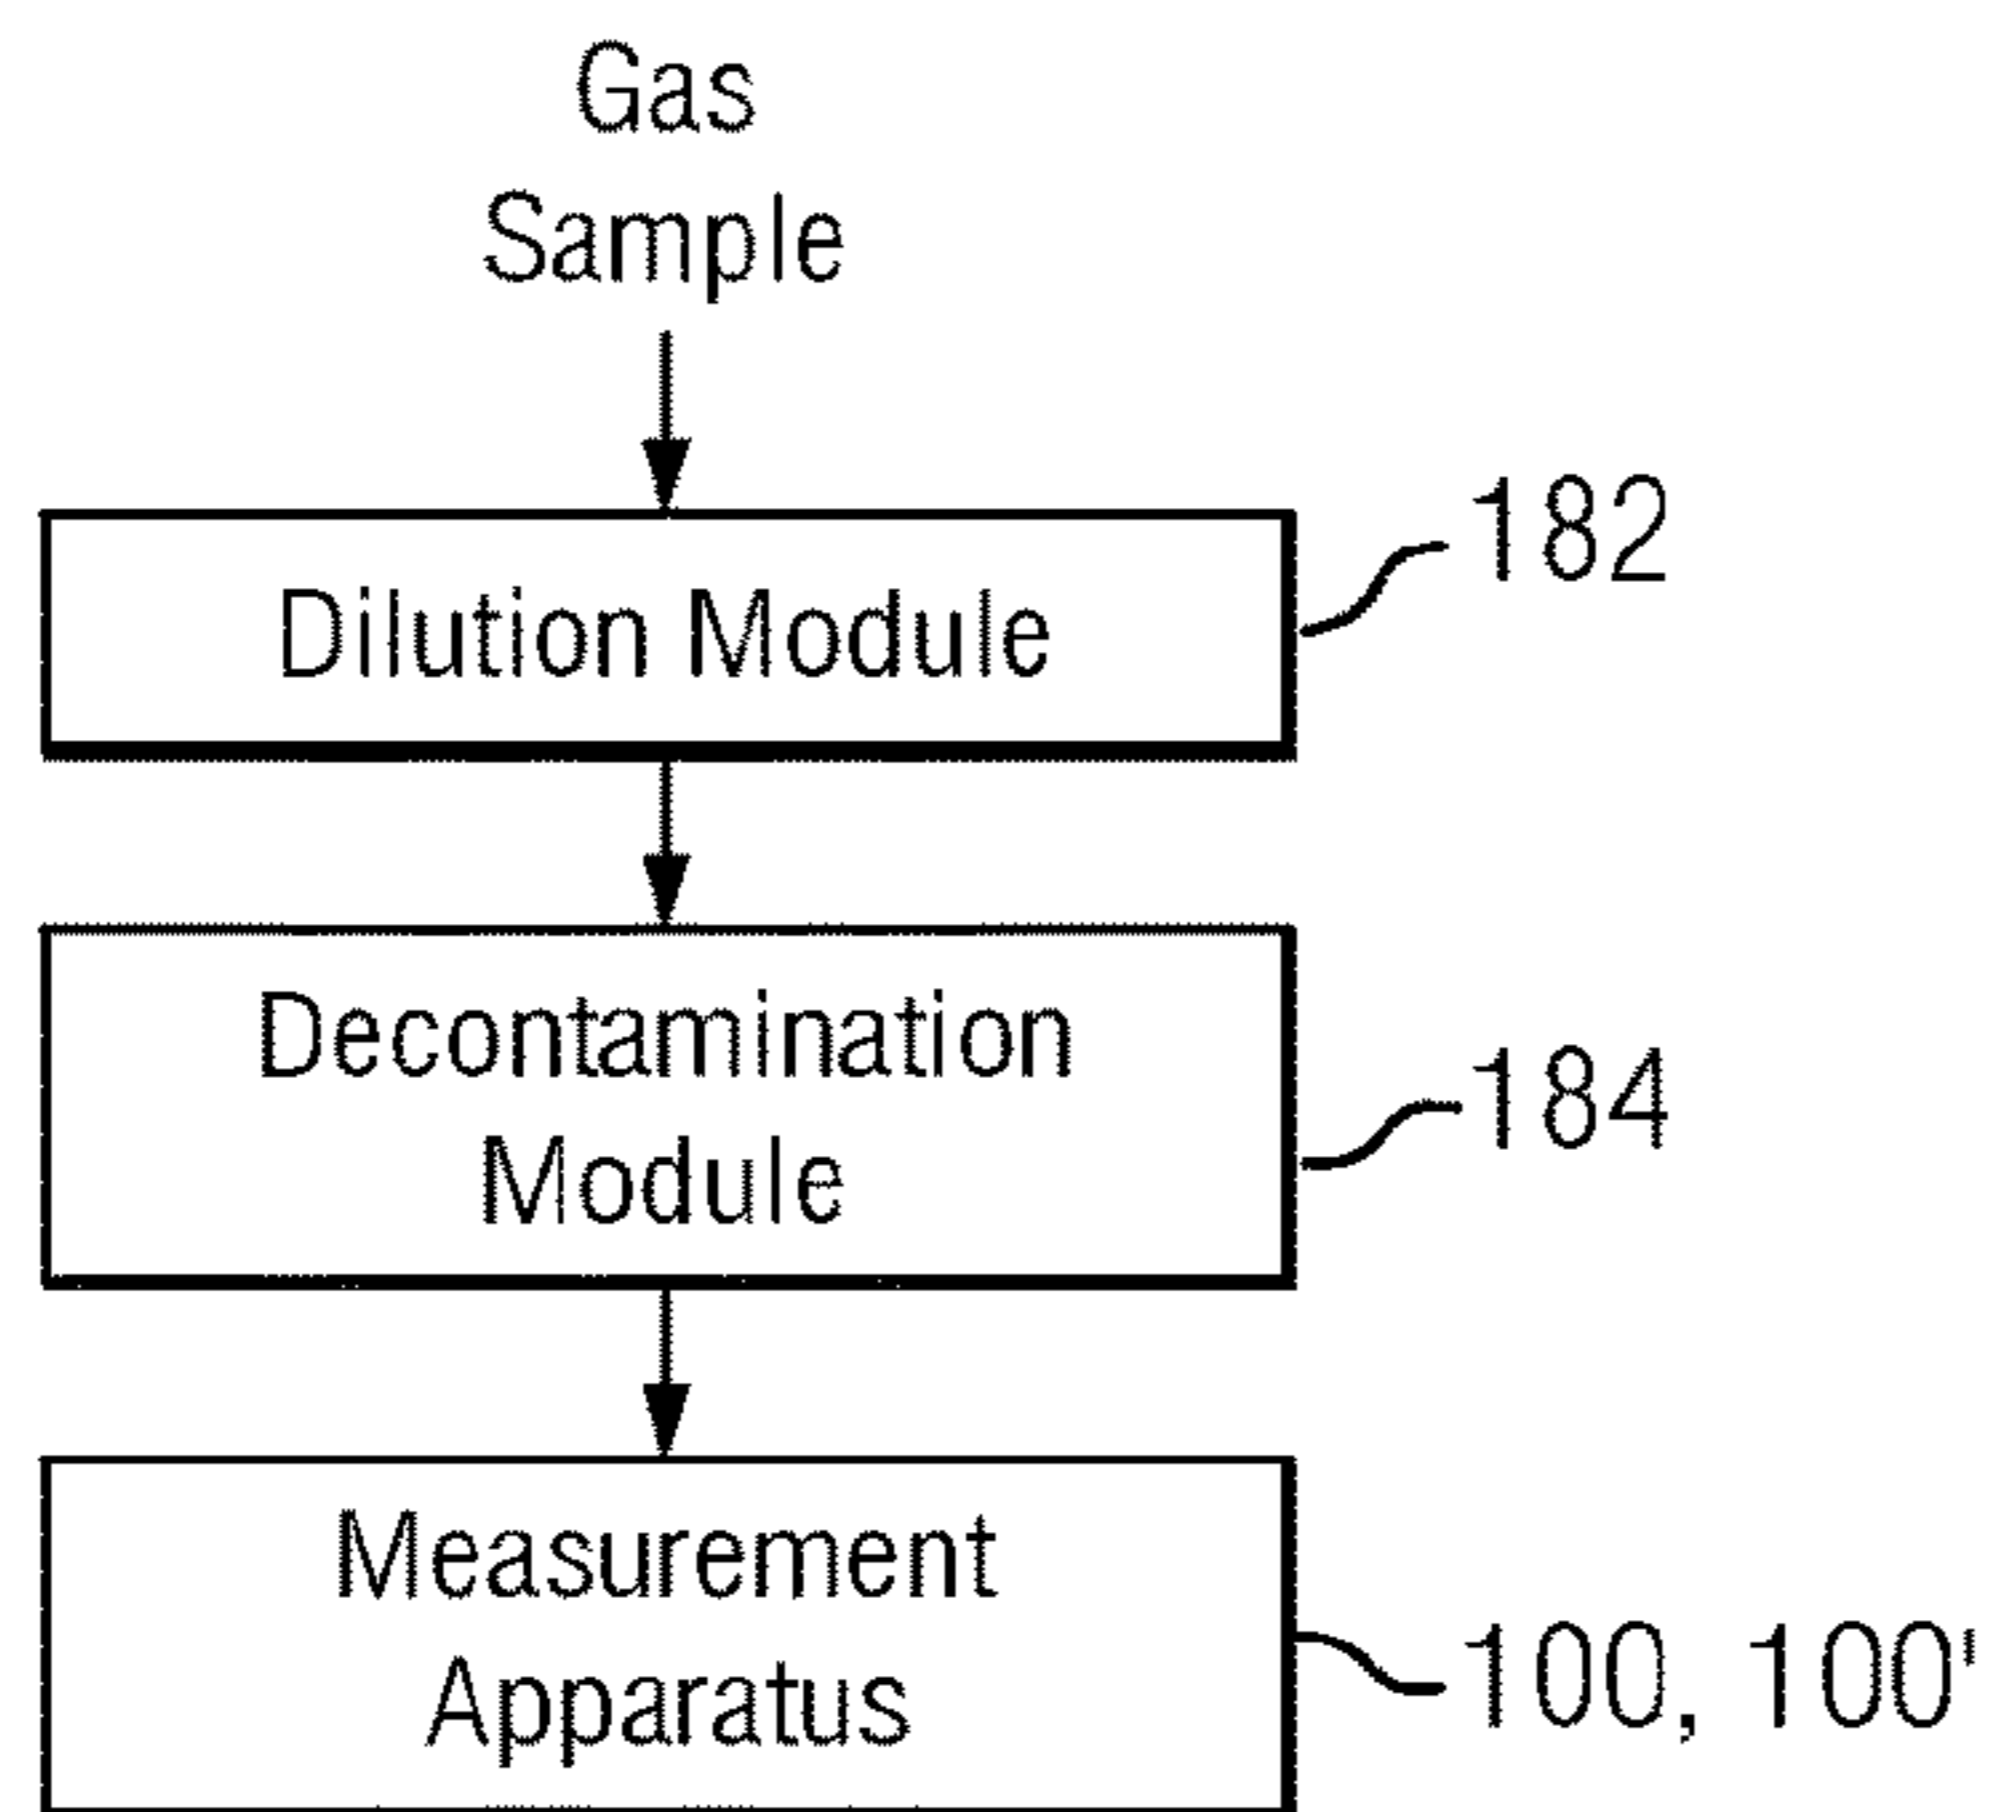 Gas
Sample
Dilution Module
182
Decontamination
Module
184
Measurement
Apparatus
100, 100'